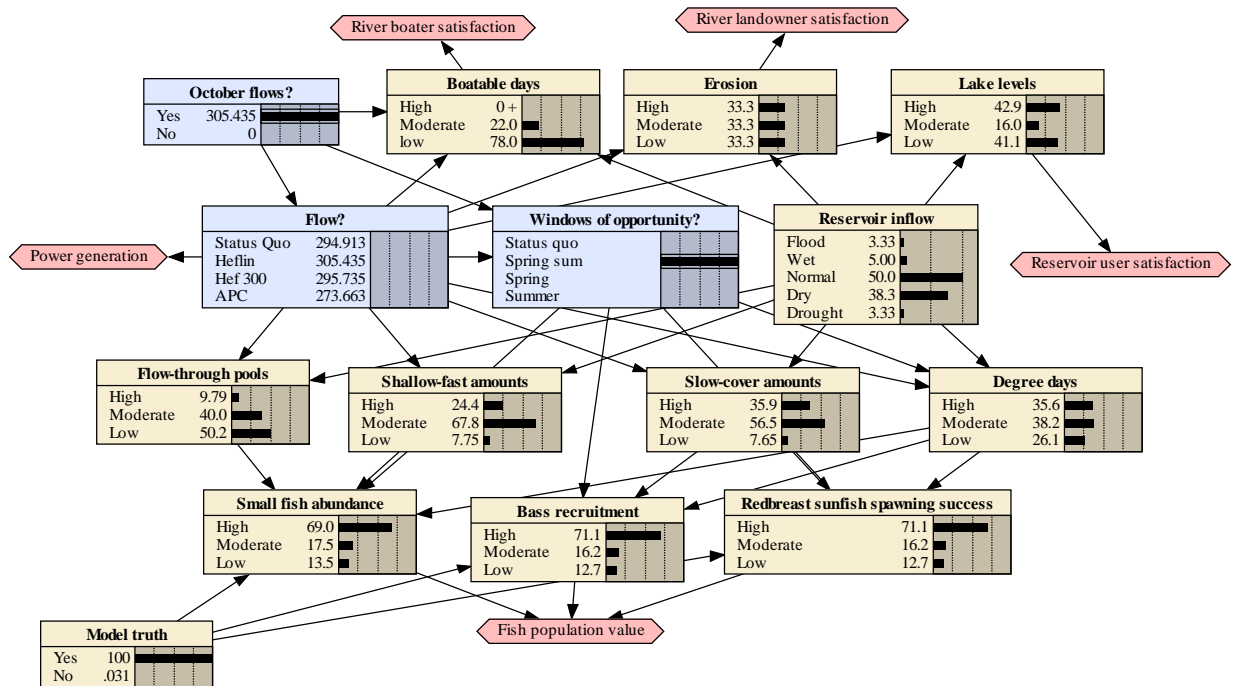 River boater satisfaction
River landowner satisfaction
October flows?
Yes 305.435
No 0
Boatable days
High 0 +
Moderate 22.0
low 78.0
Erosion
High 33.3
Moderate 33.3
Low 33.3
Lake levels
High 42.9
Moderate 16.0
Low 41.1
Power generation
Flow?
Status Quo 294.913
Heflin 305.435
Hef 300 295.735
APC 273.663
Windows of opportunity?
Status quo
Spring sum
Spring
Summer
Reservoir inflow
Flood 3.33
Wet 5.00
Normal 50.0
Dry 38.3
Drought 3.33
Reservoir user satisfaction
Flow-through pools
High 9.79
Moderate 40.0
Low 50.2
Shallow-fast amounts
High 24.4
Moderate 67.8
Low 7.75
Slow-cover amounts
High 35.9
Moderate 56.5
Low 7.65
Degree days
High 35.6
Moderate 38.2
Low 26.1
Small fish abundance
High 69.0
Moderate 17.5
Low 13.5
Bass recruitment
High 71.1
Moderate 16.2
Low 12.7
Redbreast sunfish spawning success
High 71.1
Moderate 16.2
Low 12.7
Model truth
Yes 100
No .031
Fish population value